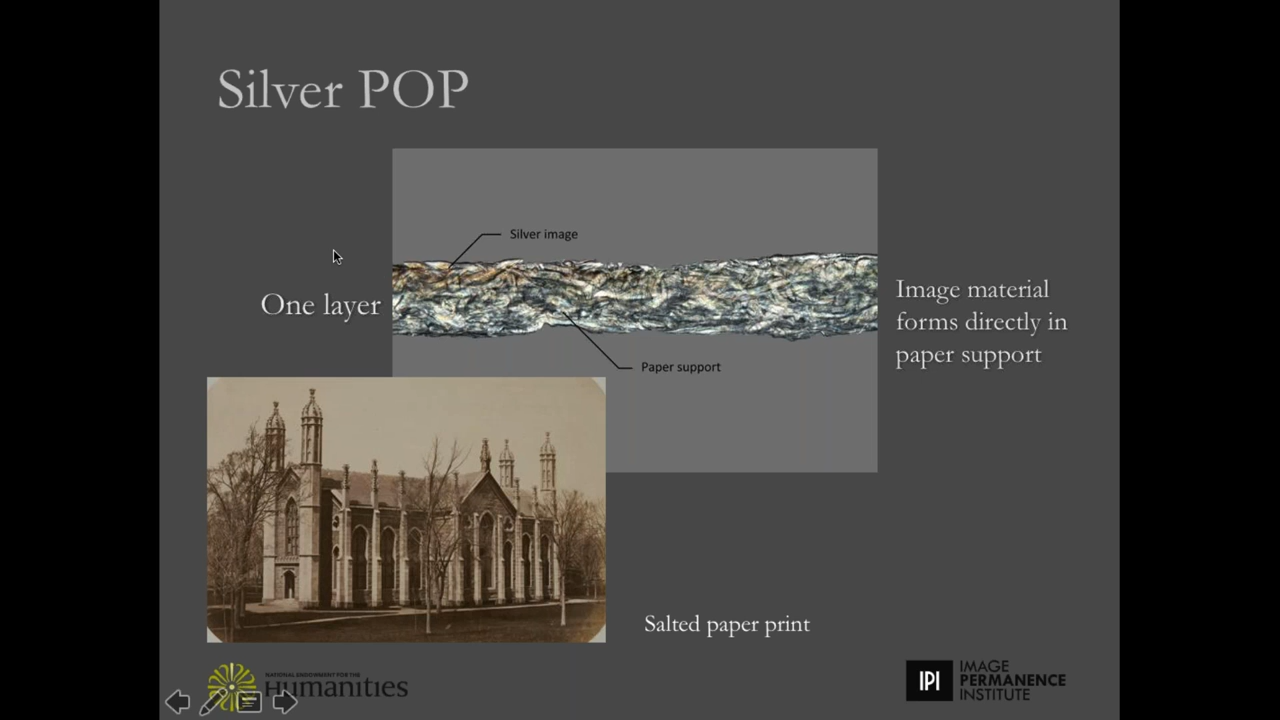 Silver POP
Silver image
One layer
Image material
forms directly in
paper support
Paper support
Salted paper print
NATIONAL ENDOWMENT FOR THE
Humanities
IPI
IMAGE
PERMANENCE
INSTITUTE